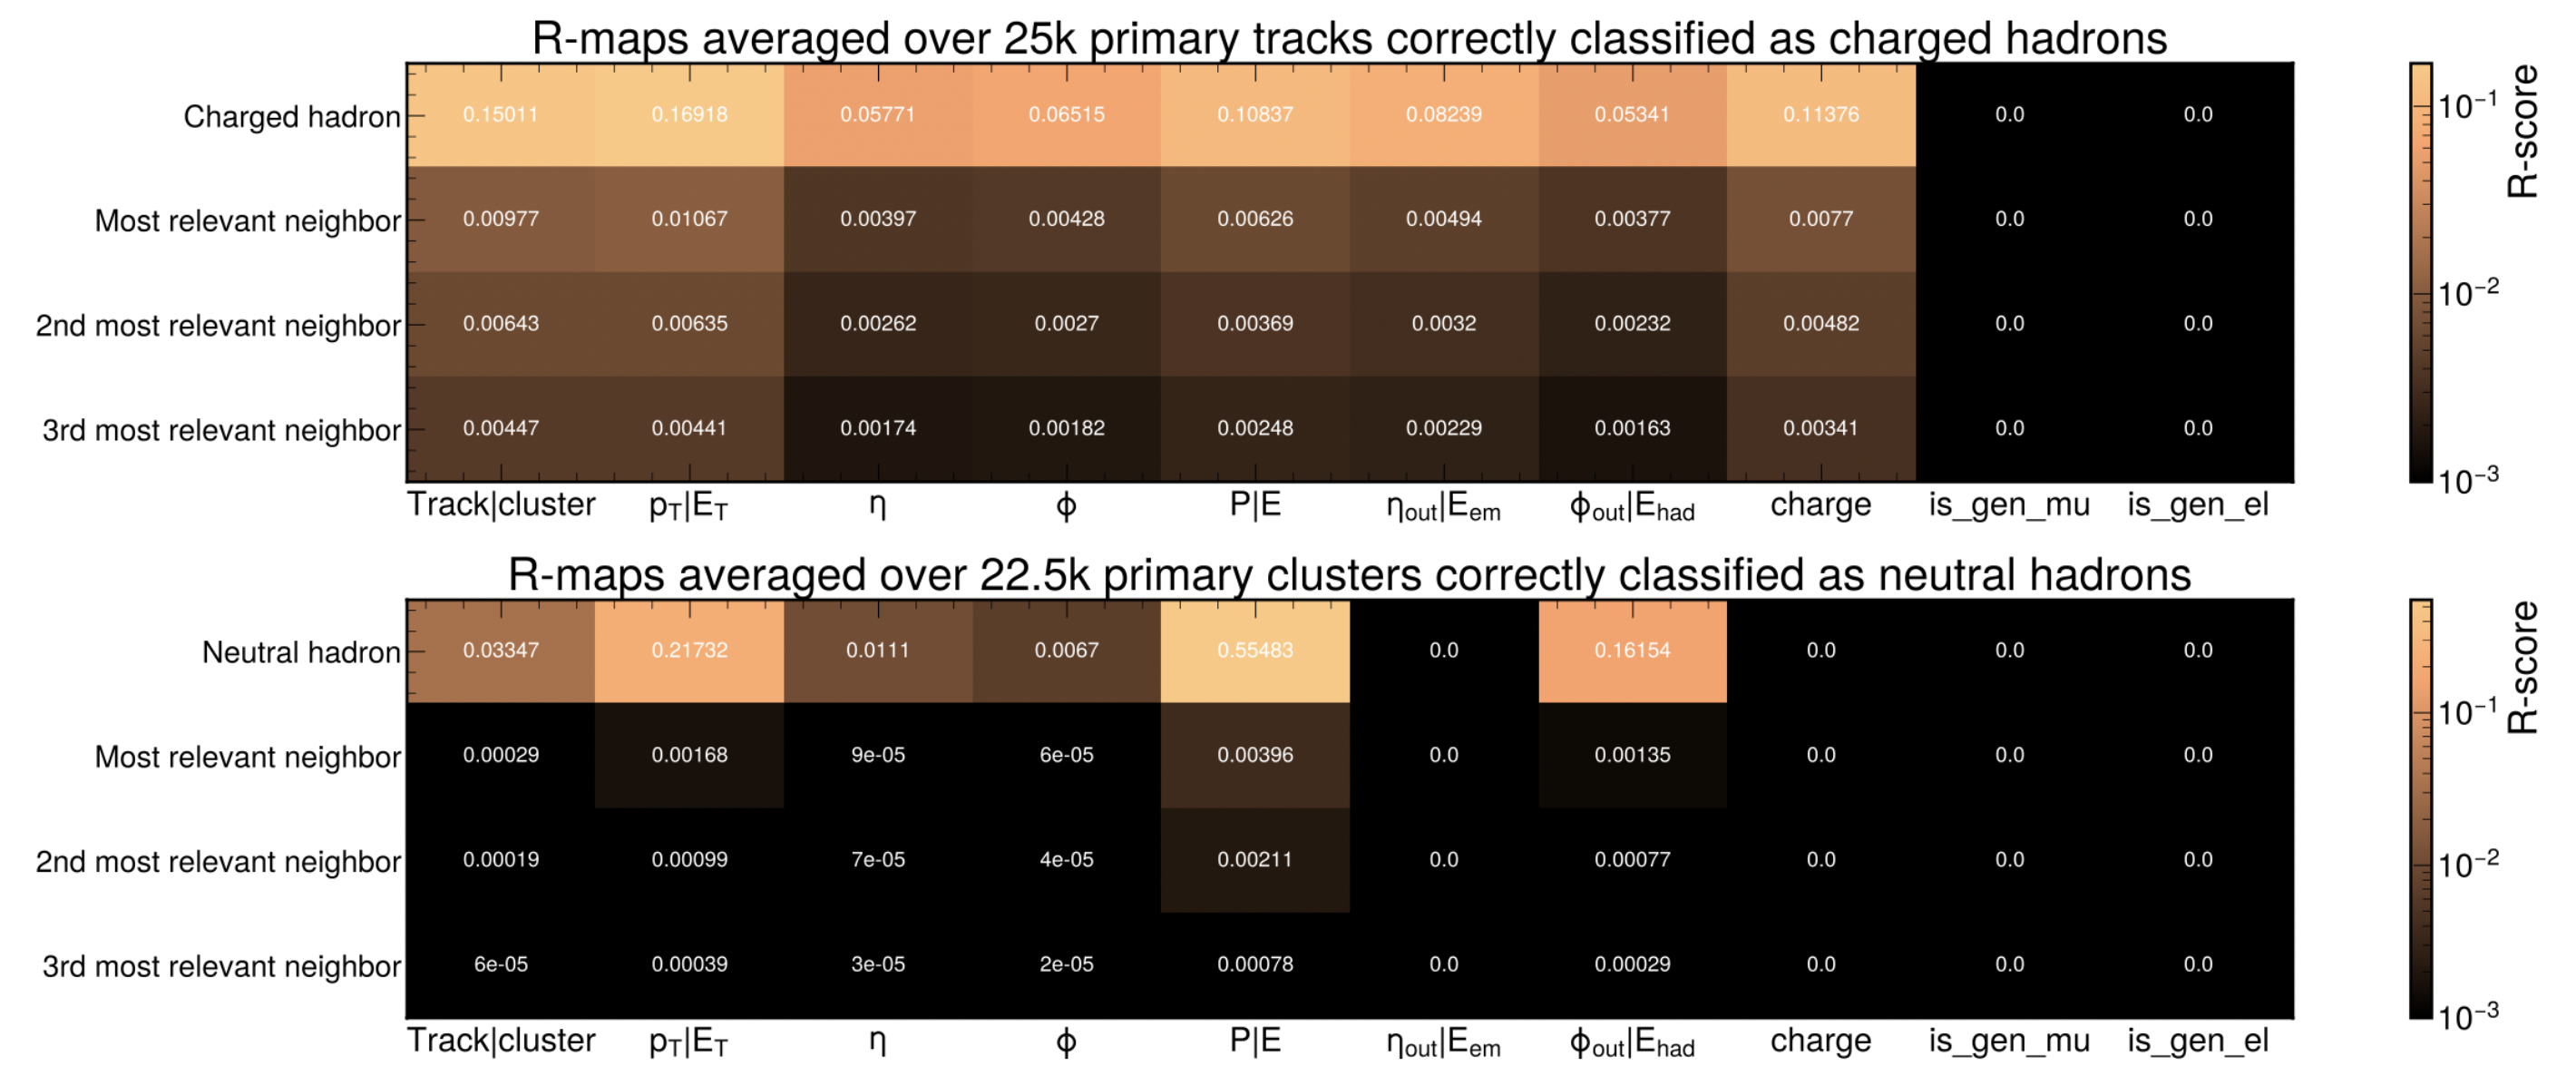 R-maps averaged over 25k primary tracks correctly classified as charged hadrons
Charged hadron 0.15011 0.16918 0.05771 0.06515 0.10837 0.08239 0.05341 0.11376 0.0 0.0
Most relevant neighbor 0.00977 0.01067 0.00397 0.00428 0.00626 0.00494 0.00377 0.0077 0.0 0.0
2nd most relevant neighbor 0.00643 0.00635 0.00262 0.0027 0.00369 0.0032 0.00232 0.00482 0.0 0.0
3rd most relevant neighbor 0.00447 0.00441 0.00174 0.00182 0.00248 0.00229 0.00163 0.00341 0.0 0.0
Track|cluster p_T|E_T η ϕ P|E η_out|E_em ϕ_out|E_had charge is_gen_mu is_gen_el
10⁻¹
10⁻²
10⁻³
R-score
R-maps averaged over 22.5k primary clusters correctly classified as neutral hadrons
Neutral hadron 0.03347 0.21732 0.0111 0.0067 0.55483 0.0 0.16154 0.0 0.0 0.0
Most relevant neighbor 0.00029 0.00168 9e-05 6e-05 0.00396 0.0 0.00135 0.0 0.0 0.0
2nd most relevant neighbor 0.00019 0.00099 7e-05 4e-05 0.00211 0.0 0.00077 0.0 0.0 0.0
3rd most relevant neighbor 6e-05 0.00039 3e-05 2e-05 0.00078 0.0 0.00029 0.0 0.0 0.0
Track|cluster p_T|E_T η ϕ P|E η_out|E_em ϕ_out|E_had charge is_gen_mu is_gen_el
10⁻¹
10⁻²
10⁻³
R-score